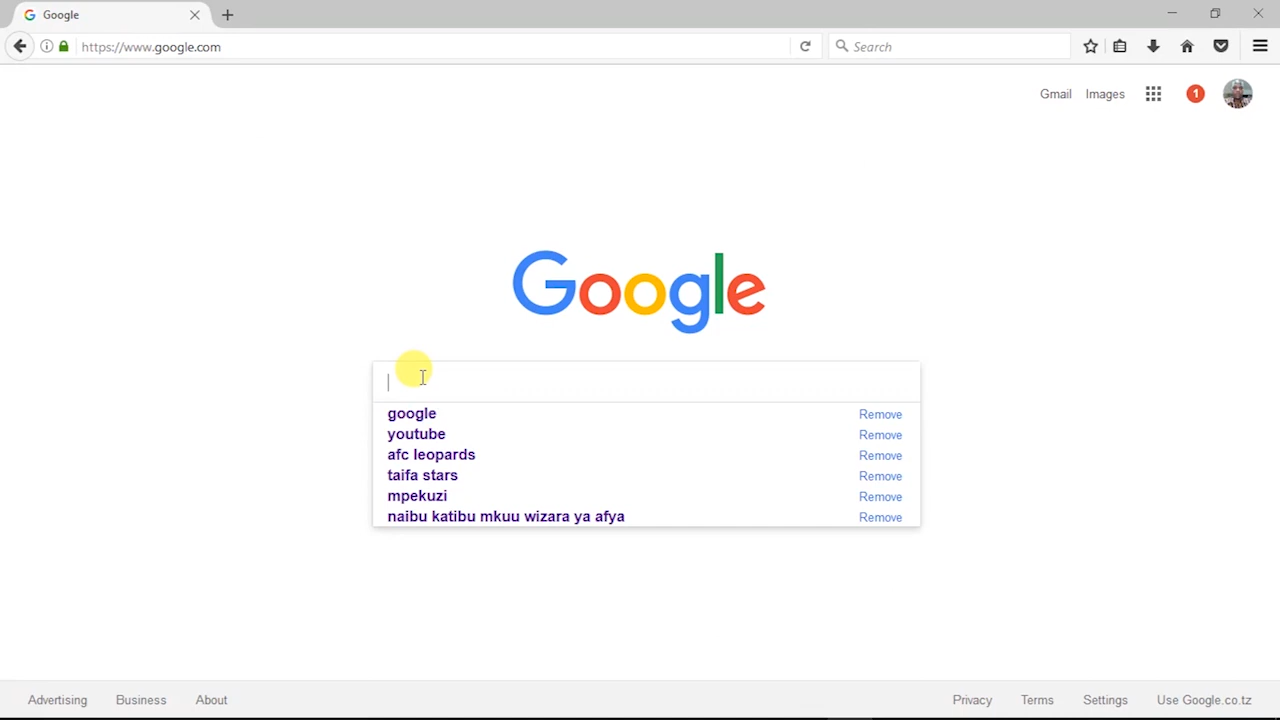 Google
https://www.google.com
Search
Gmail Images 1
Google
google Remove
youtube Remove
afc leopards Remove
taifa stars Remove
mpekuzi Remove
naibu katibu mkuu wizara ya afya Remove
Advertising Business About Privacy Terms Settings Use Google.co.tz